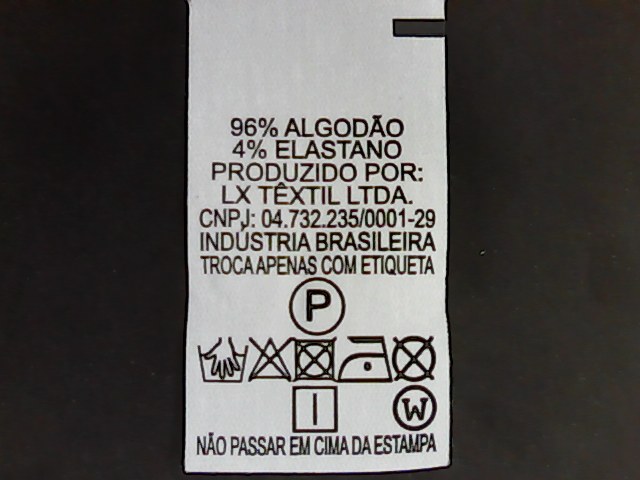 96% ALGODÃO
4% ELASTANO
PRODUZIDO POR:
LX TÊXTIL LTDA.
CNPJ: 04.732.235/0001-29
INDÚSTRIA BRASILEIRA
TROCA APENAS COM ETIQUETA
P
W
NÃO PASSAR EM CIMA DA ESTAMPA